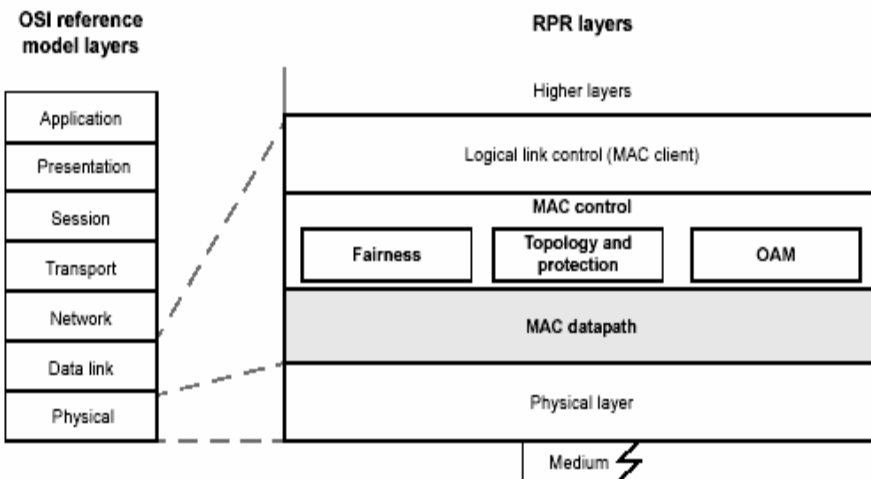 OSI reference
model layers
Application
Presentation
Session
Transport
Network
Data link
Physical
RPR layers
Higher layers
Logical link control (MAC client)
MAC control
Fairness
Topology and
protection
OAM
MAC datapath
Physical layer
Medium